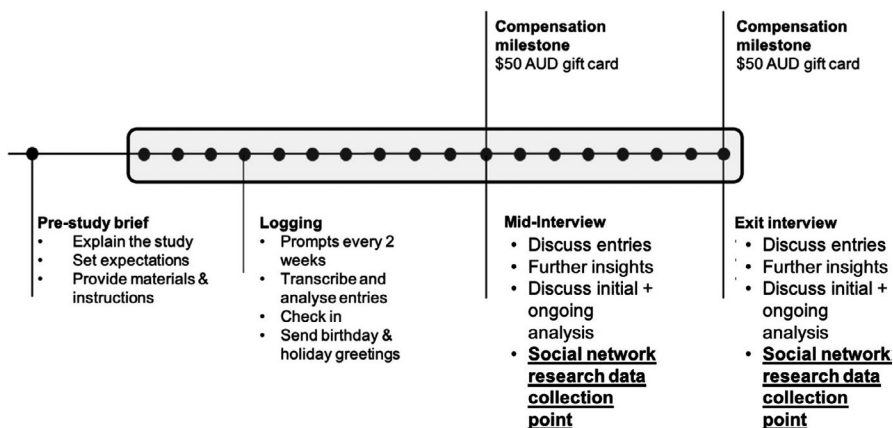 Compensation
milestone
$50 AUD gift card
Compensation
milestone
$50 AUD gift card
Pre-study brief
• Explain the study
• Set expectations
• Provide materials &
instructions
Logging
• Prompts every 2
weeks
• Transcribe and
analyse entries
• Check in
• Send birthday &
holiday greetings
Mid-Interview
• Discuss entries
• Further insights
• Discuss initial +
ongoing
analysis
• Social network
research data
collection
point
Exit interview
• Discuss entries
• Further insights
• Discuss initial +
ongoing
analysis
• Social network
research data
collection
point